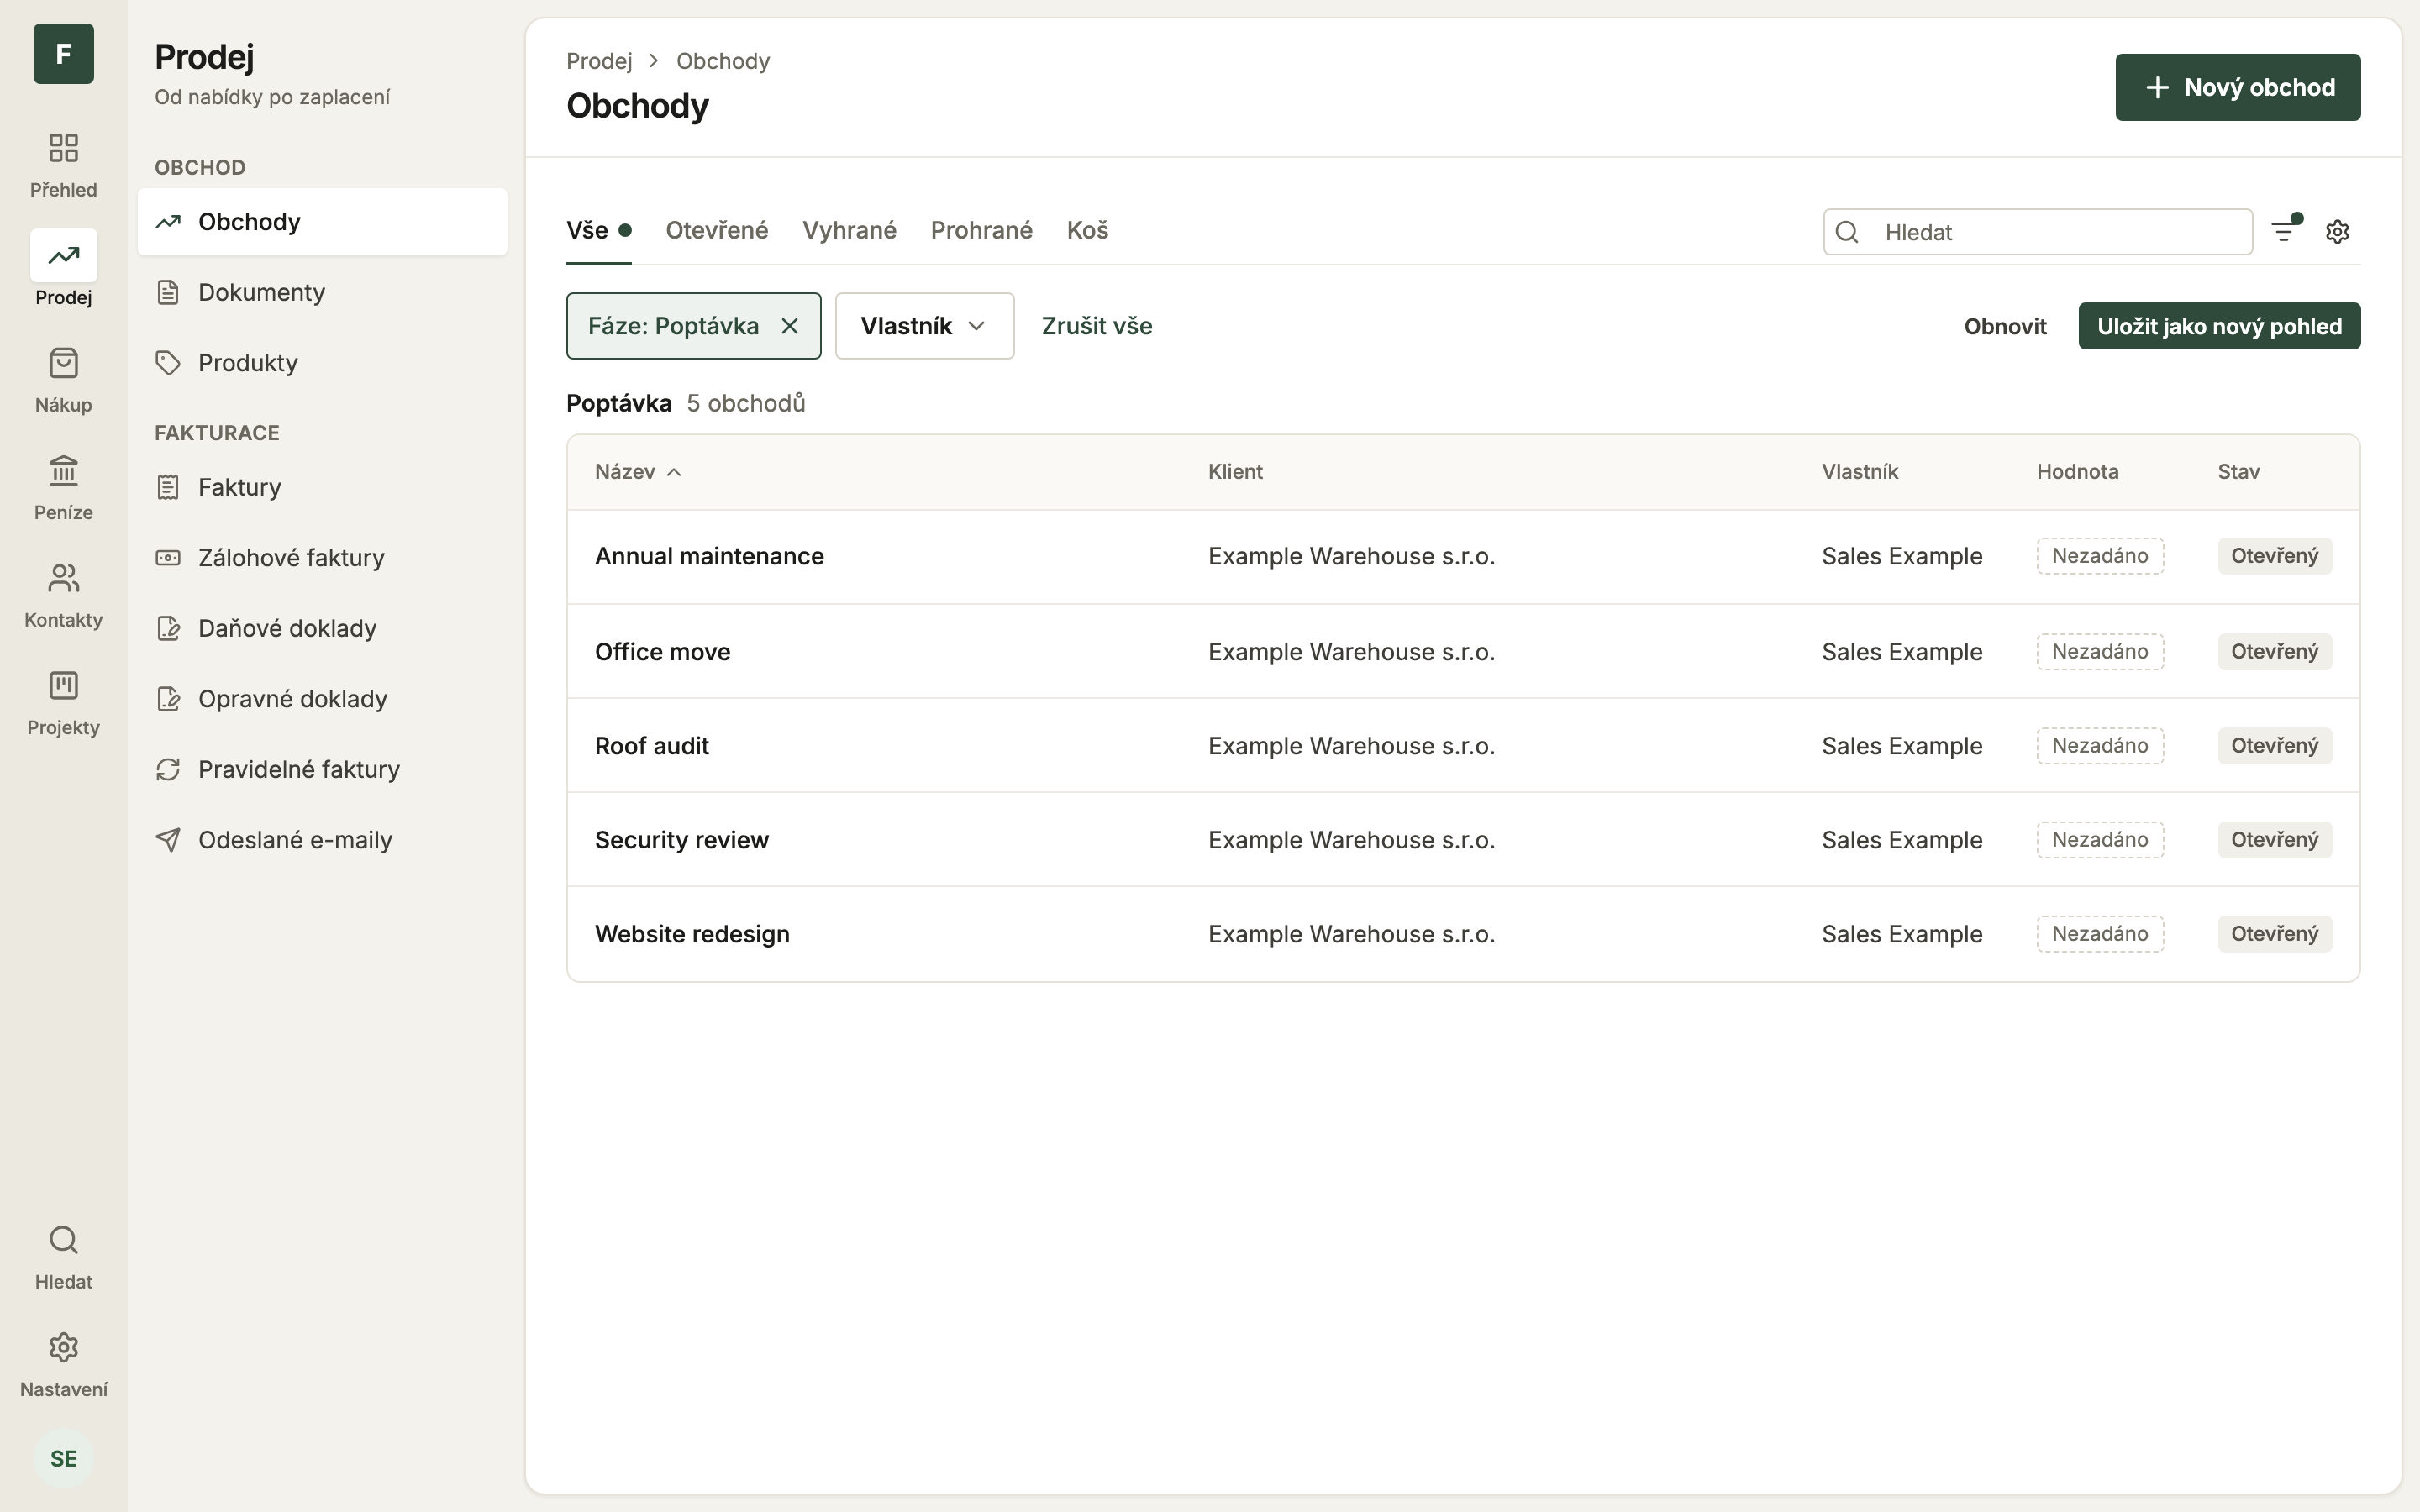 F
Přehled
Prodej
Nákup
Peníze
Kontakty
Projekty
Hledat
Nastavení
SE
Prodej
Od nabídky po zaplacení
OBCHOD
Obchody
Dokumenty
Produkty
FAKTURACE
Faktury
Zálohové faktury
Daňové doklady
Opravné doklady
Pravidelné faktury
Odeslané e-maily
Prodej > Obchody
Obchody
Nový obchod
Vše Otevřené Vyhrané Prohrané Koš
Hledat
Fáze: Poptávka Vlastník Zrušit vše
Obnovit Uložit jako nový pohled
Poptávka 5 obchodů
Název Klient Vlastník Hodnota Stav
Annual maintenance Example Warehouse s.r.o. Sales Example Nezadáno Otevřený
Office move Example Warehouse s.r.o. Sales Example Nezadáno Otevřený
Roof audit Example Warehouse s.r.o. Sales Example Nezadáno Otevřený
Security review Example Warehouse s.r.o. Sales Example Nezadáno Otevřený
Website redesign Example Warehouse s.r.o. Sales Example Nezadáno Otevřený